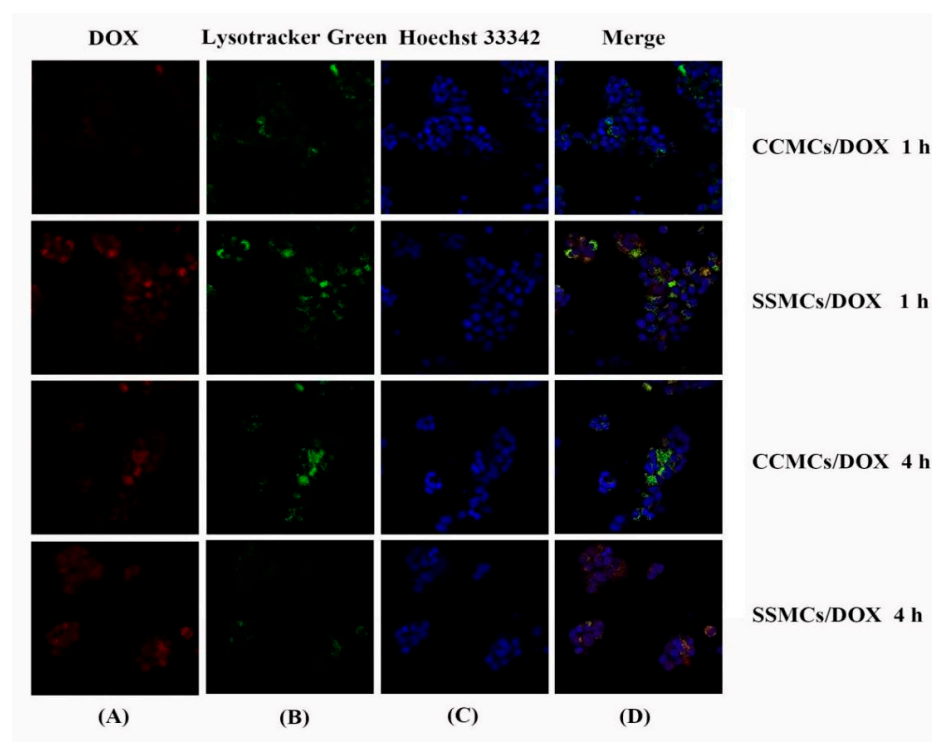 DOX Lysotracker Green Hoechst 33342 Merge
CCMCs/DOX 1 h
SSMCs/DOX 1 h
CCMCs/DOX 4 h
SSMCs/DOX 4 h
(A) (B) (C) (D)